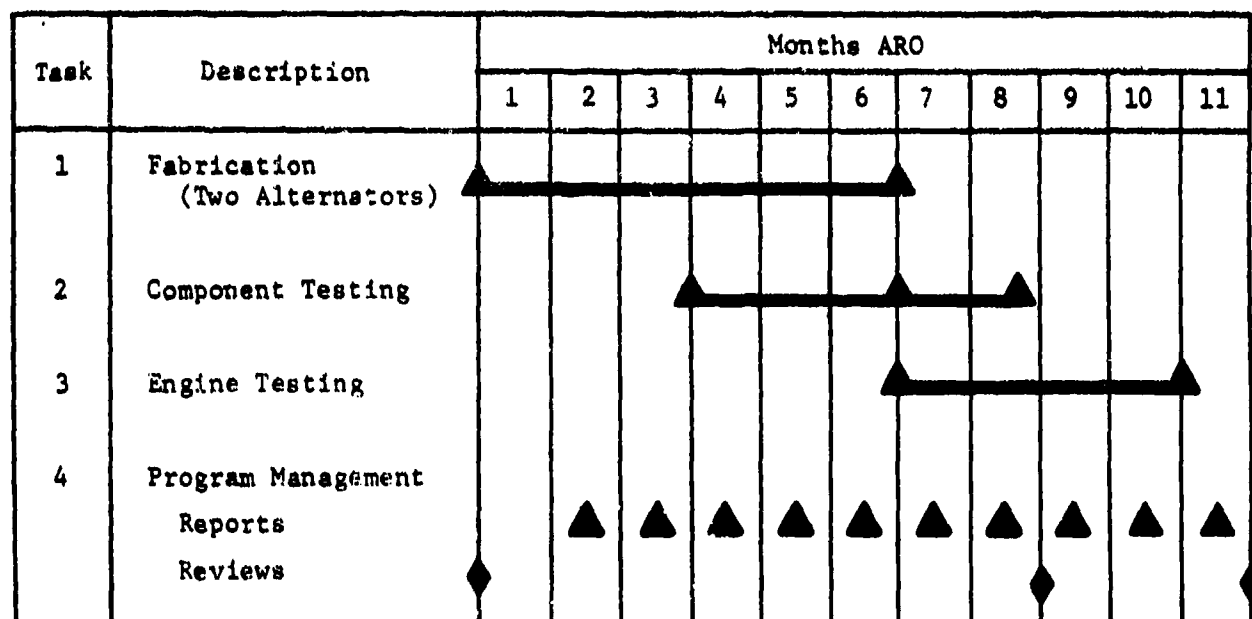 Months ARO
Task Description
1 2 3 4 5 6 7 8 9 10 11
1 Fabrication
(Two Alternators)
2 Component Testing
3 Engine Testing
4 Program Management
Reports
Reviews